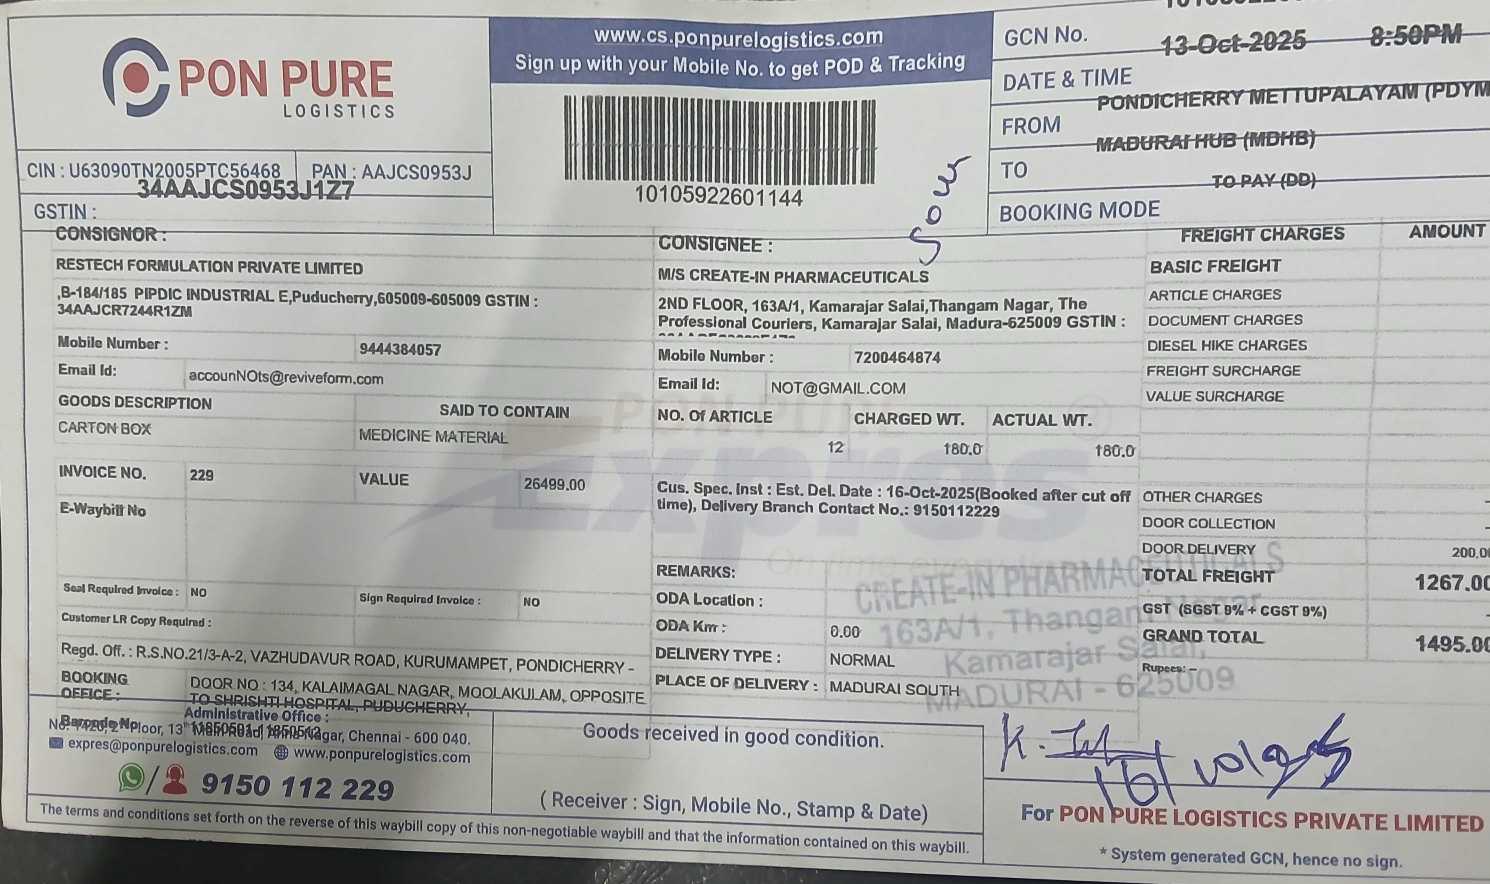 PON PURE
LOGISTICS
CIN : U63090TN2005PTC56468
PAN : AAJCS0953J
34AAJCS0953J1Z7
GSTIN :
www.cs.ponpurelogistics.com
Sign up with your Mobile No. to get POD & Tracking
10105922601144
GCN No.
13-Oct-2025 8:50PM
DATE & TIME
PONDICHERRY METTUPALAYAM (PDYM
FROM
MADURAI HUB (MDHB)
TO
TO PAY (DD)
BOOKING MODE
CONSIGNOR :
RESTECH FORMULATION PRIVATE LIMITED
,B-184/185 PIPDIC INDUSTRIAL E,Puducherry,605009-605009 GSTIN :
34AAJCR7244R1ZM
Mobile Number : 9444384057
Email Id: accounNOts@reviveform.com
GOODS DESCRIPTION SAID TO CONTAIN
CARTON BOX MEDICINE MATERIAL
INVOICE NO. 229 VALUE 26499.00
E-Waybill No
Seal Required Invoice : NO Sign Required Invoice : NO
Customer LR Copy Required :
CONSIGNEE :
M/S CREATE-IN PHARMACEUTICALS
2ND FLOOR, 163A/1, Kamarajar Salai,Thangam Nagar, The
Professional Couriers, Kamarajar Salai, Madura-625009 GSTIN :
Mobile Number : 7200464874
Email Id: NOT@GMAIL.COM
NO. Of ARTICLE CHARGED WT. ACTUAL WT.
12 180.0 180.0
Cus. Spec. Inst : Est. Del. Date : 16-Oct-2025(Booked after cut off
time), Delivery Branch Contact No.: 9150112229
REMARKS:
ODA Location :
ODA Km : 0.00
DELIVERY TYPE : NORMAL
PLACE OF DELIVERY : MADURAI SOUTH
FREIGHT CHARGES AMOUNT
BASIC FREIGHT
ARTICLE CHARGES
DOCUMENT CHARGES
DIESEL HIKE CHARGES
FREIGHT SURCHARGE
VALUE SURCHARGE
OTHER CHARGES -
DOOR COLLECTION -
DOOR DELIVERY 200.0
TOTAL FREIGHT 1267.00
GST (SGST 9% + CGST 9%) -
GRAND TOTAL 1495.00
Rupees: –
PON PURE
Expres
On time
CREATE-IN PHARMACEUTICALS
163A/1, Thangam Nagar
Kamarajar Salai,
MADURAI - 625009
Regd. Off. : R.S.NO.21/3-A-2, VAZHUDAVUR ROAD, KURUMAMPET, PONDICHERRY -
BOOKING OFFICE : DOOR NO : 134, KALAIMAGAL NAGAR, MOOLAKULAM, OPPOSITE
TO SHRISHTI HOSPITAL, PUDUCHERRY,
Administrative Office :
Barcode No
Nagar, Chennai - 600 040.
expres@ponpurelogistics.com www.ponpurelogistics.com
9150 112 229
Goods received in good condition.
( Receiver : Sign, Mobile No., Stamp & Date)
16/10/25
For PON PURE LOGISTICS PRIVATE LIMITED
* System generated GCN, hence no sign.
The terms and conditions set forth on the reverse of this waybill copy of this non-negotiable waybill and that the information contained on this waybill.